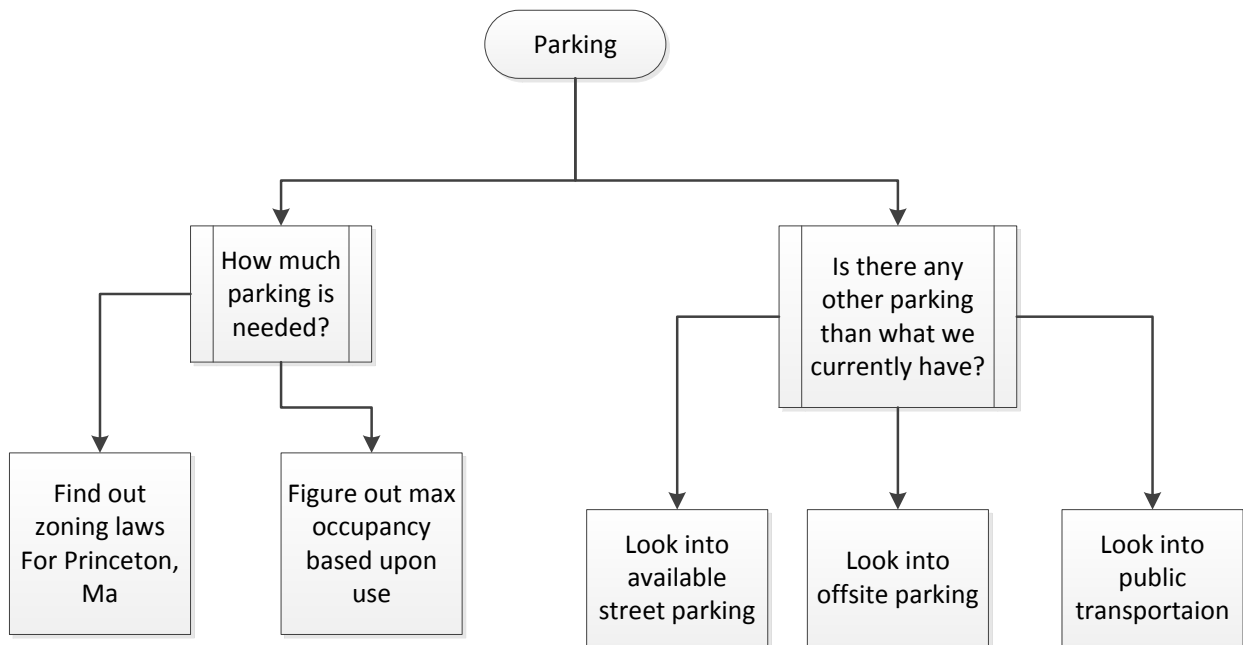 Parking
How much
parking is
needed?
Is there any
other parking
than what we
currently have?
Find out
zoning laws
For Princeton,
Ma
Figure out max
occupancy
based upon
use
Look into
available
street parking
Look into
offsite parking
Look into
public
transportaion